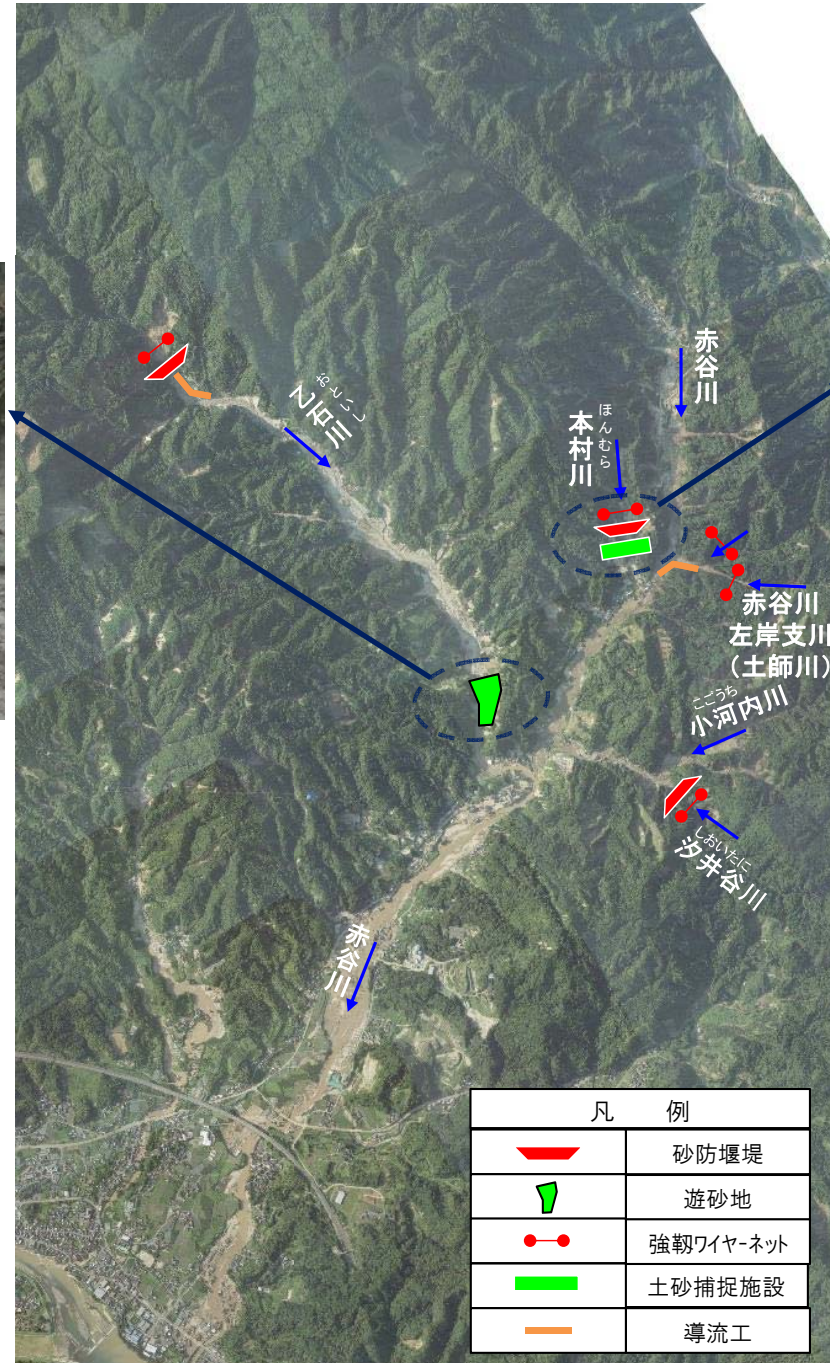 赤谷川
ほんむら
本村川
おといし
乙石川
赤谷川
左岸支川
(土師川)
こごうち
小河内川
しおいたに
汐井谷川
赤谷川
凡 例
砂防堰堤
遊砂地
強靱ワイヤーネット
土砂捕捉施設
導流工